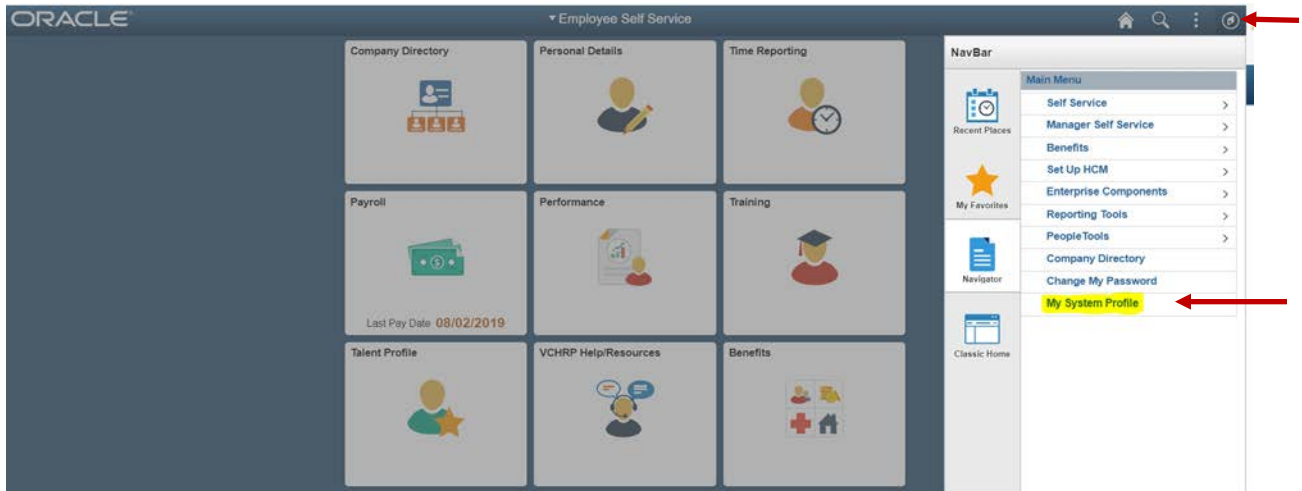 ORACLE
Employee Self Service
Company Directory
Personal Details
Time Reporting
Payroll
Last Pay Date 08/02/2019
Performance
Training
Talent Profile
VCHRP Help/Resources
Benefits
NavBar
Recent Places
My Favorites
Navigator
Classic Home
Main Menu
Self Service
Manager Self Service
Benefits
Set Up HCM
Enterprise Components
Reporting Tools
PeopleTools
Company Directory
Change My Password
My System Profile